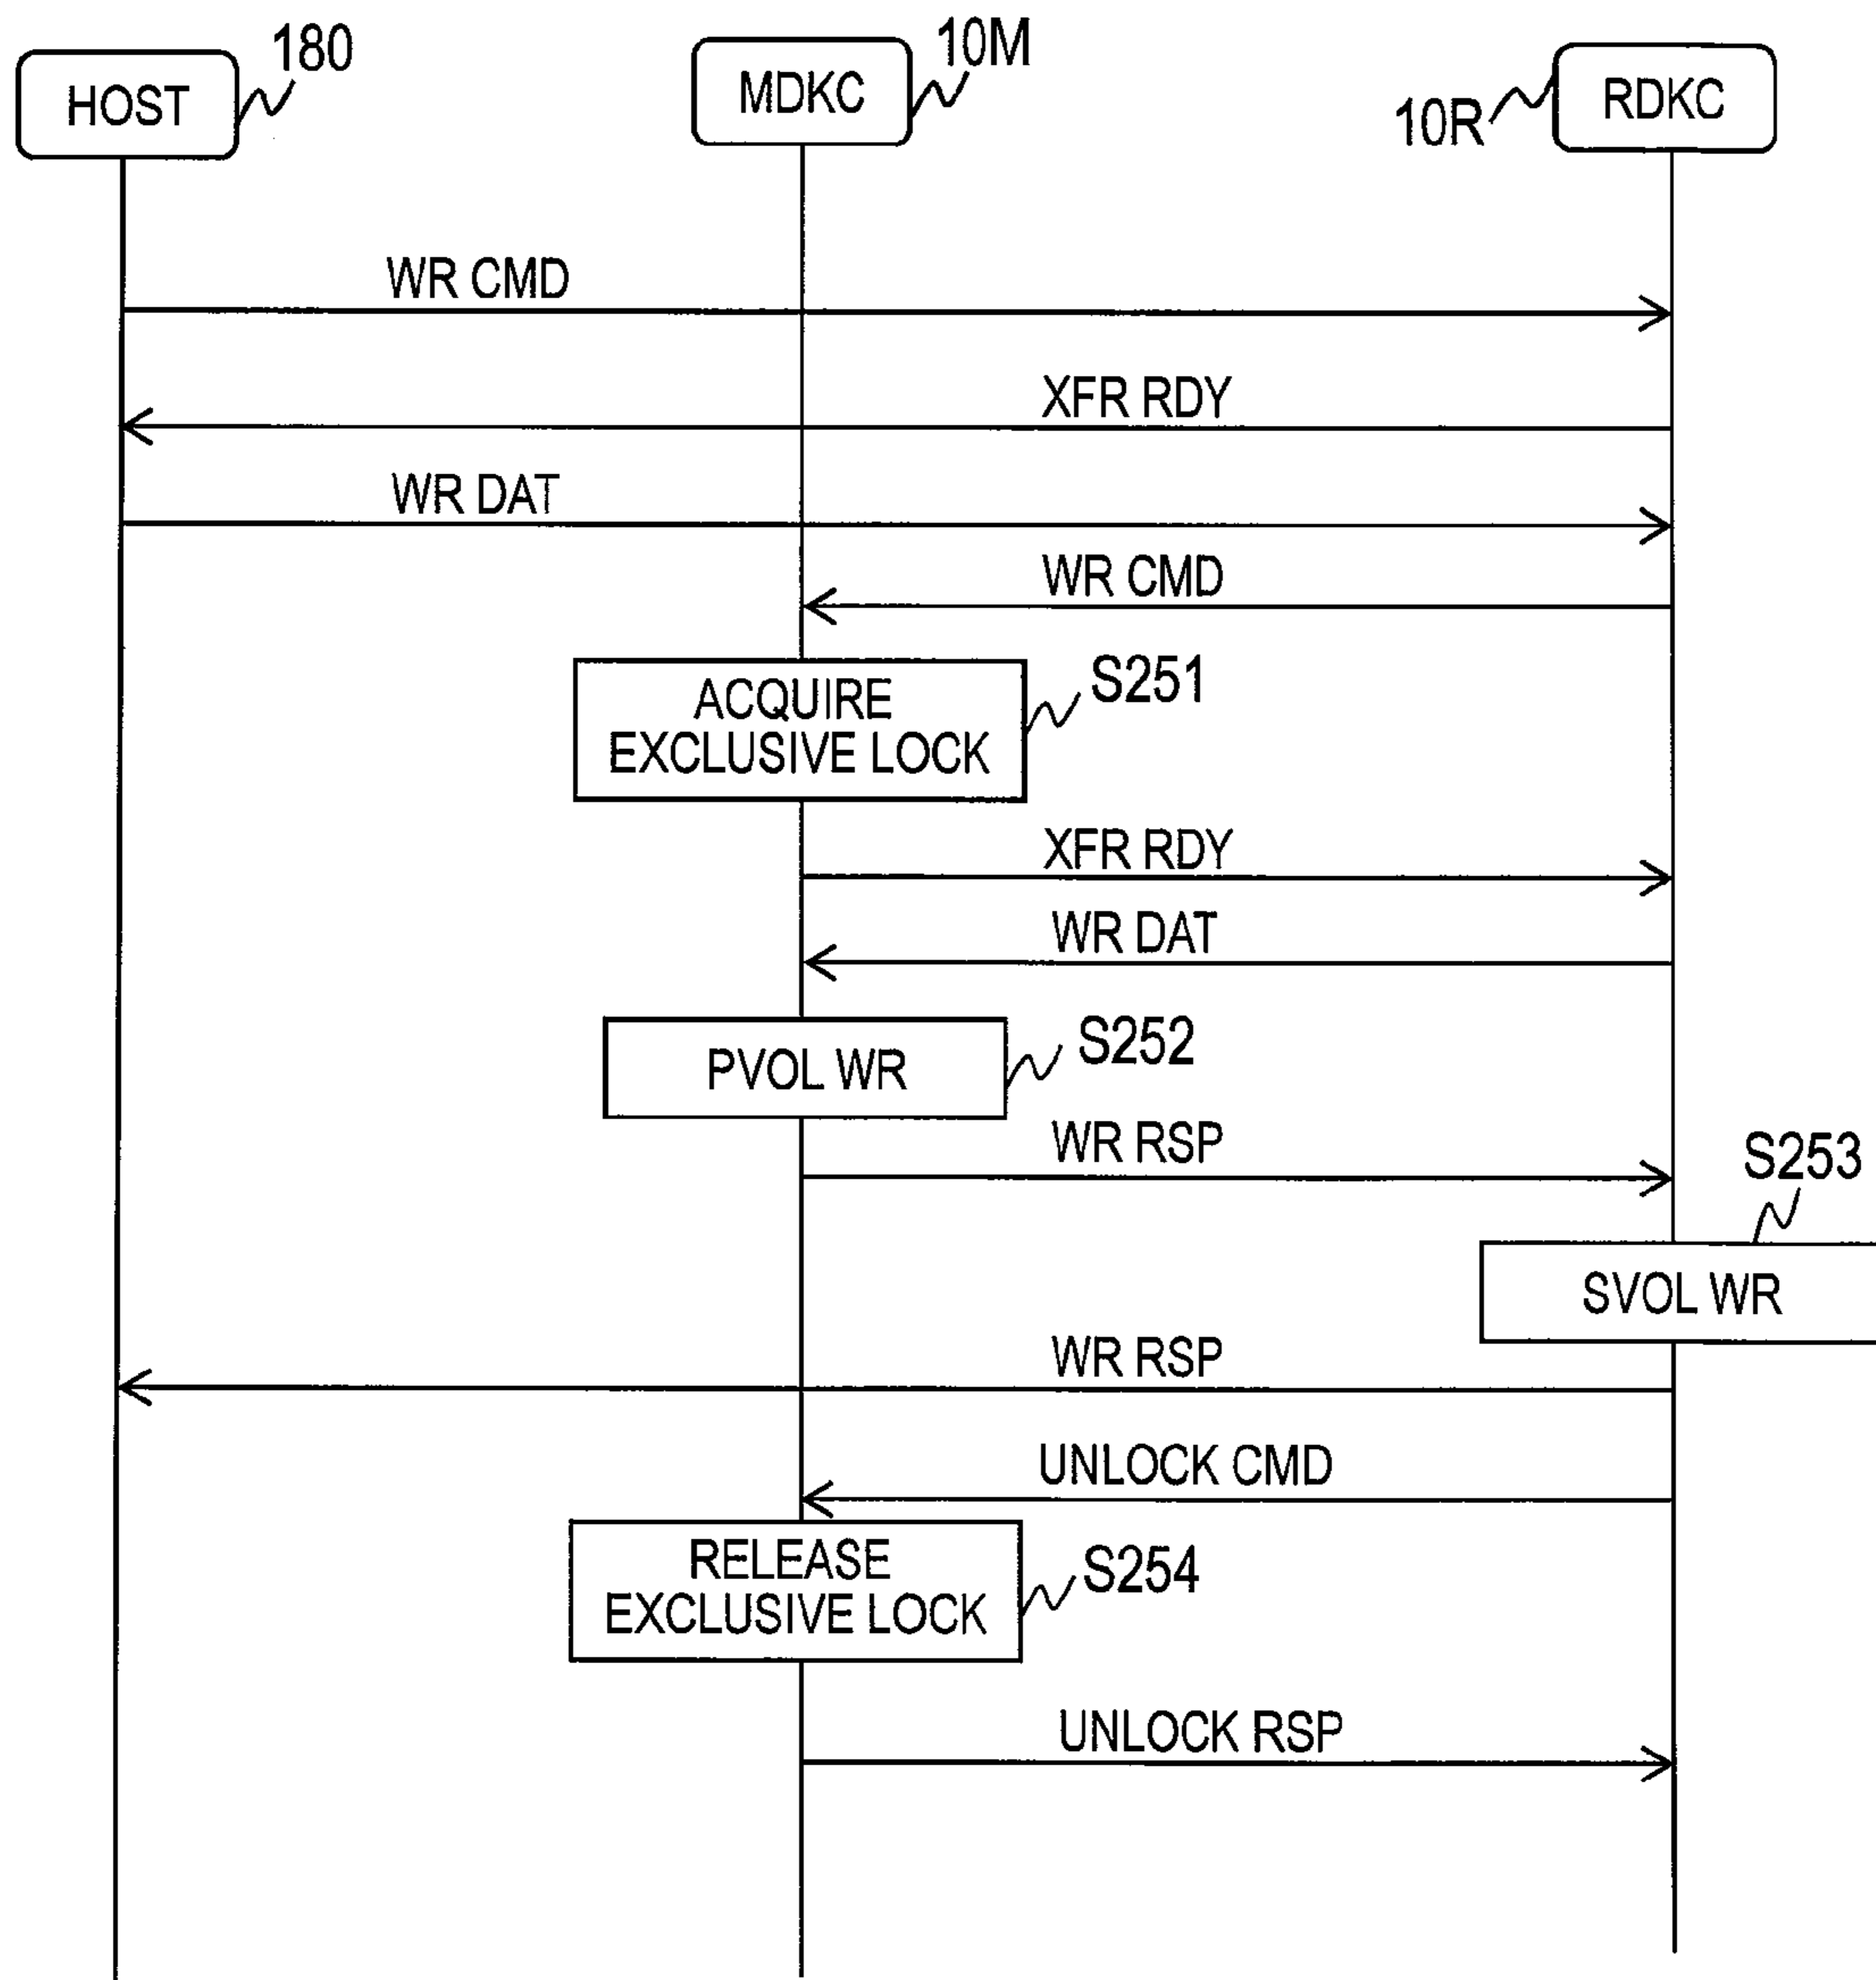 180
10M
HOST
MDKC
RDKC
10R
WR CMD
XFR RDY
WR DAT
WR CMD
ACQUIRE
EXCLUSIVE LOCK
S251
XFR RDY
WR DAT
PVOL WR
S252
WR RSP
S253
SVOL WR
WR RSP
UNLOCK CMD
RELEASE
EXCLUSIVE LOCK
S254
UNLOCK RSP